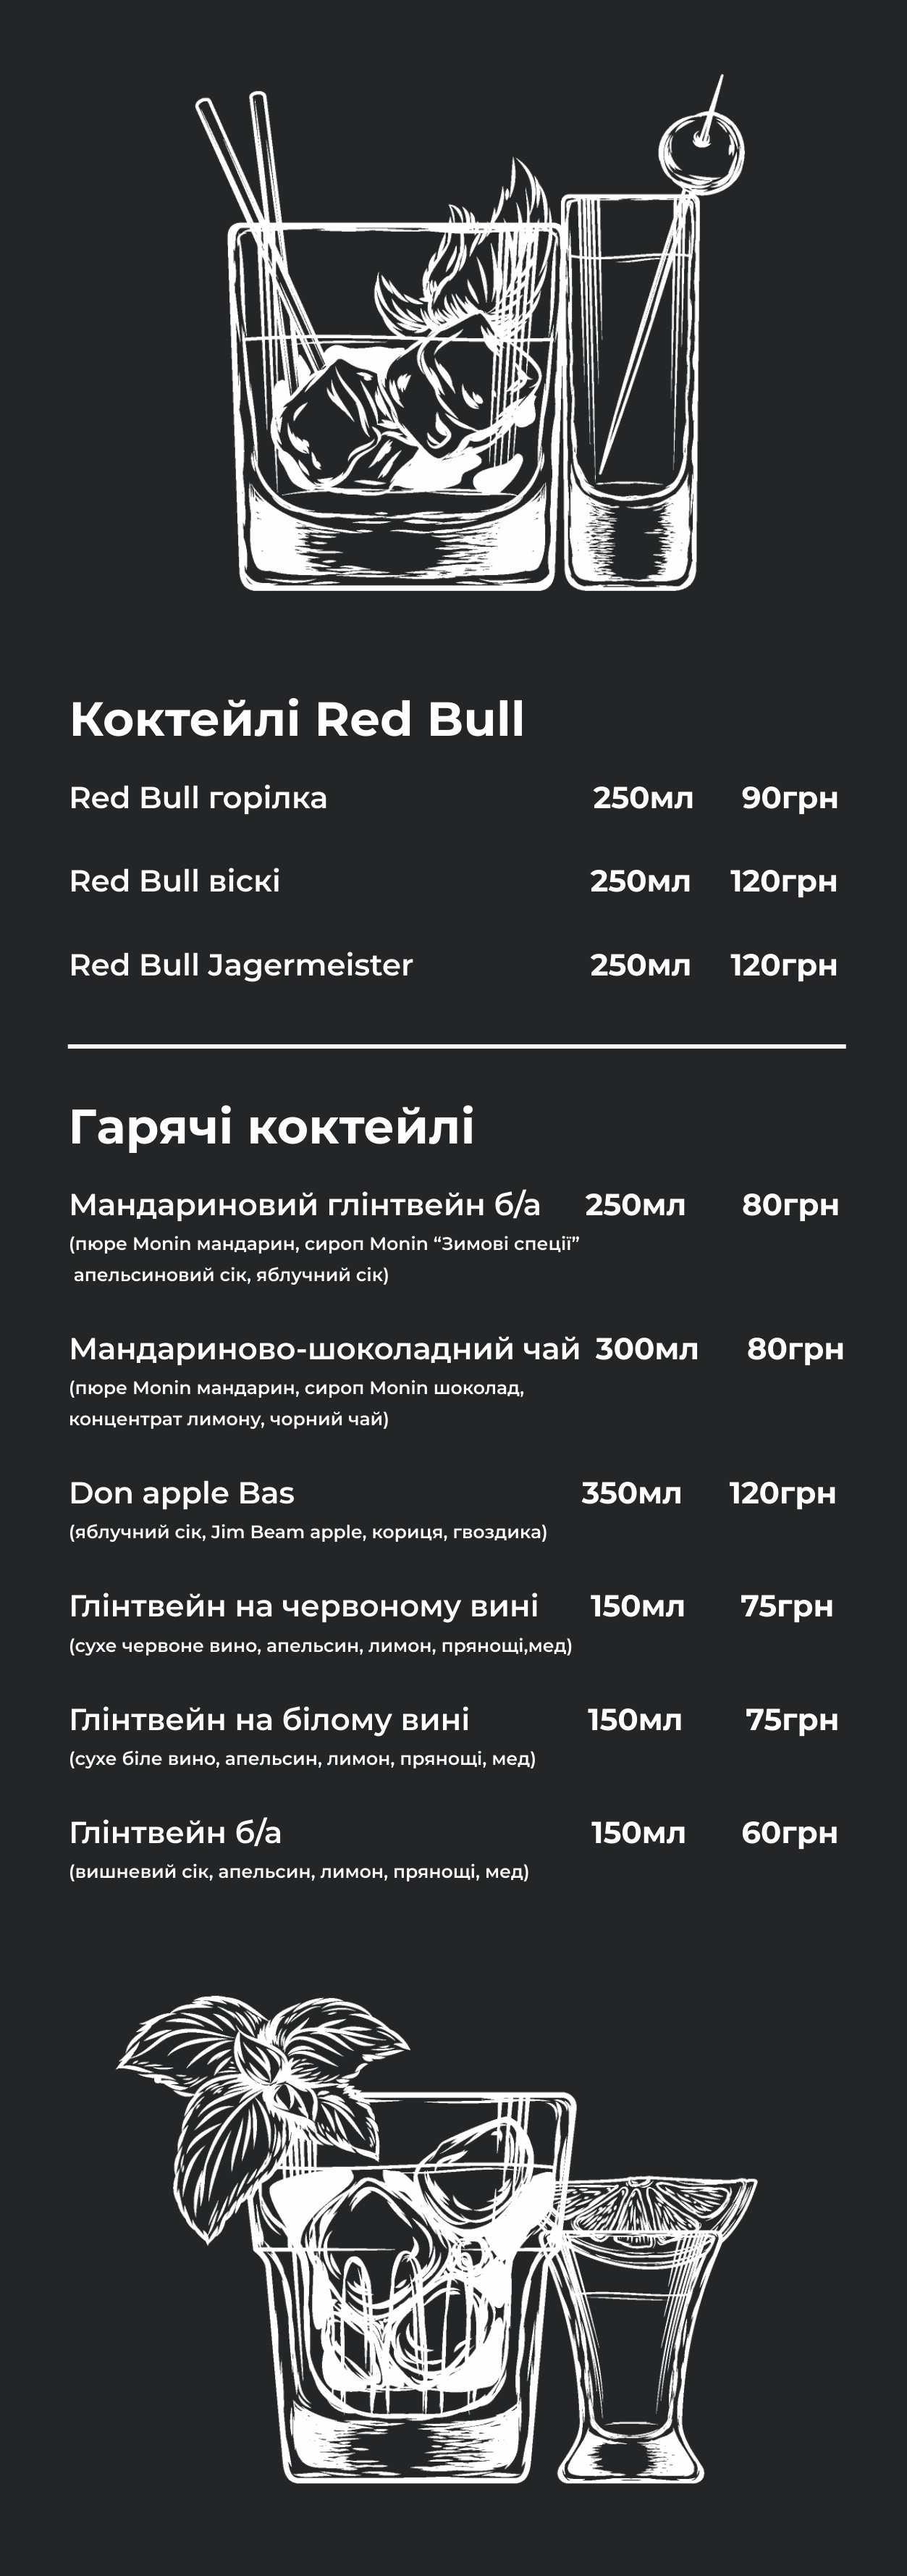 Коктейлі Red Bull
Red Bull горілка 250мл 90грн
Red Bull віскі 250мл 120грн
Red Bull Jagermeister 250мл 120грн
Гарячі коктейлі
Мандариновий глінтвейн б/а 250мл 80грн
(пюре Monin мандарин, сироп Monin “Зимові спеції”
апельсиновий сік, яблучний сік)
Мандариново-шоколадний чай 300мл 80грн
(пюре Monin мандарин, сироп Monin шоколад,
концентрат лимону, чорний чай)
Don apple Bas 350мл 120грн
(яблучний сік, Jim Beam apple, кориця, гвоздика)
Глінтвейн на червоному вині 150мл 75грн
(сухе червоне вино, апельсин, лимон, прянощі,мед)
Глінтвейн на білому вині 150мл 75грн
(сухе біле вино, апельсин, лимон, прянощі, мед)
Глінтвейн б/а 150мл 60грн
(вишневий сік, апельсин, лимон, прянощі, мед)